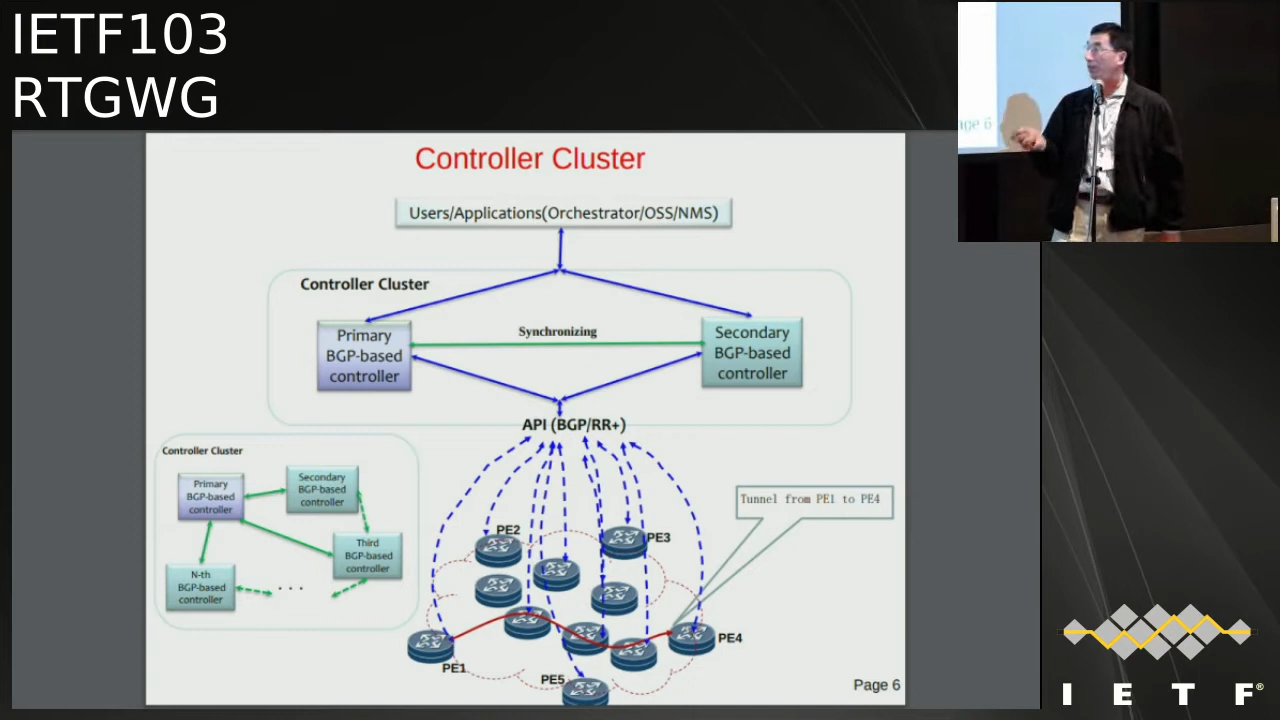 IETF103
RTGWG
age 6
Controller Cluster
Users/Applications(Orchestrator/OSS/NMS)
Controller Cluster
Primary
BGP-based
controller
Synchronizing
Secondary
BGP-based
controller
API (BGP/RR+)
Controller Cluster
Primary
BGP-based
controller
Secondary
BGP-based
controller
Third
BGP-based
controller
N-th
BGP-based
controller
. . .
Tunnel from PE1 to PE4
PE2
PE3
PE1
PE4
PE5
Page 6
I E T F®